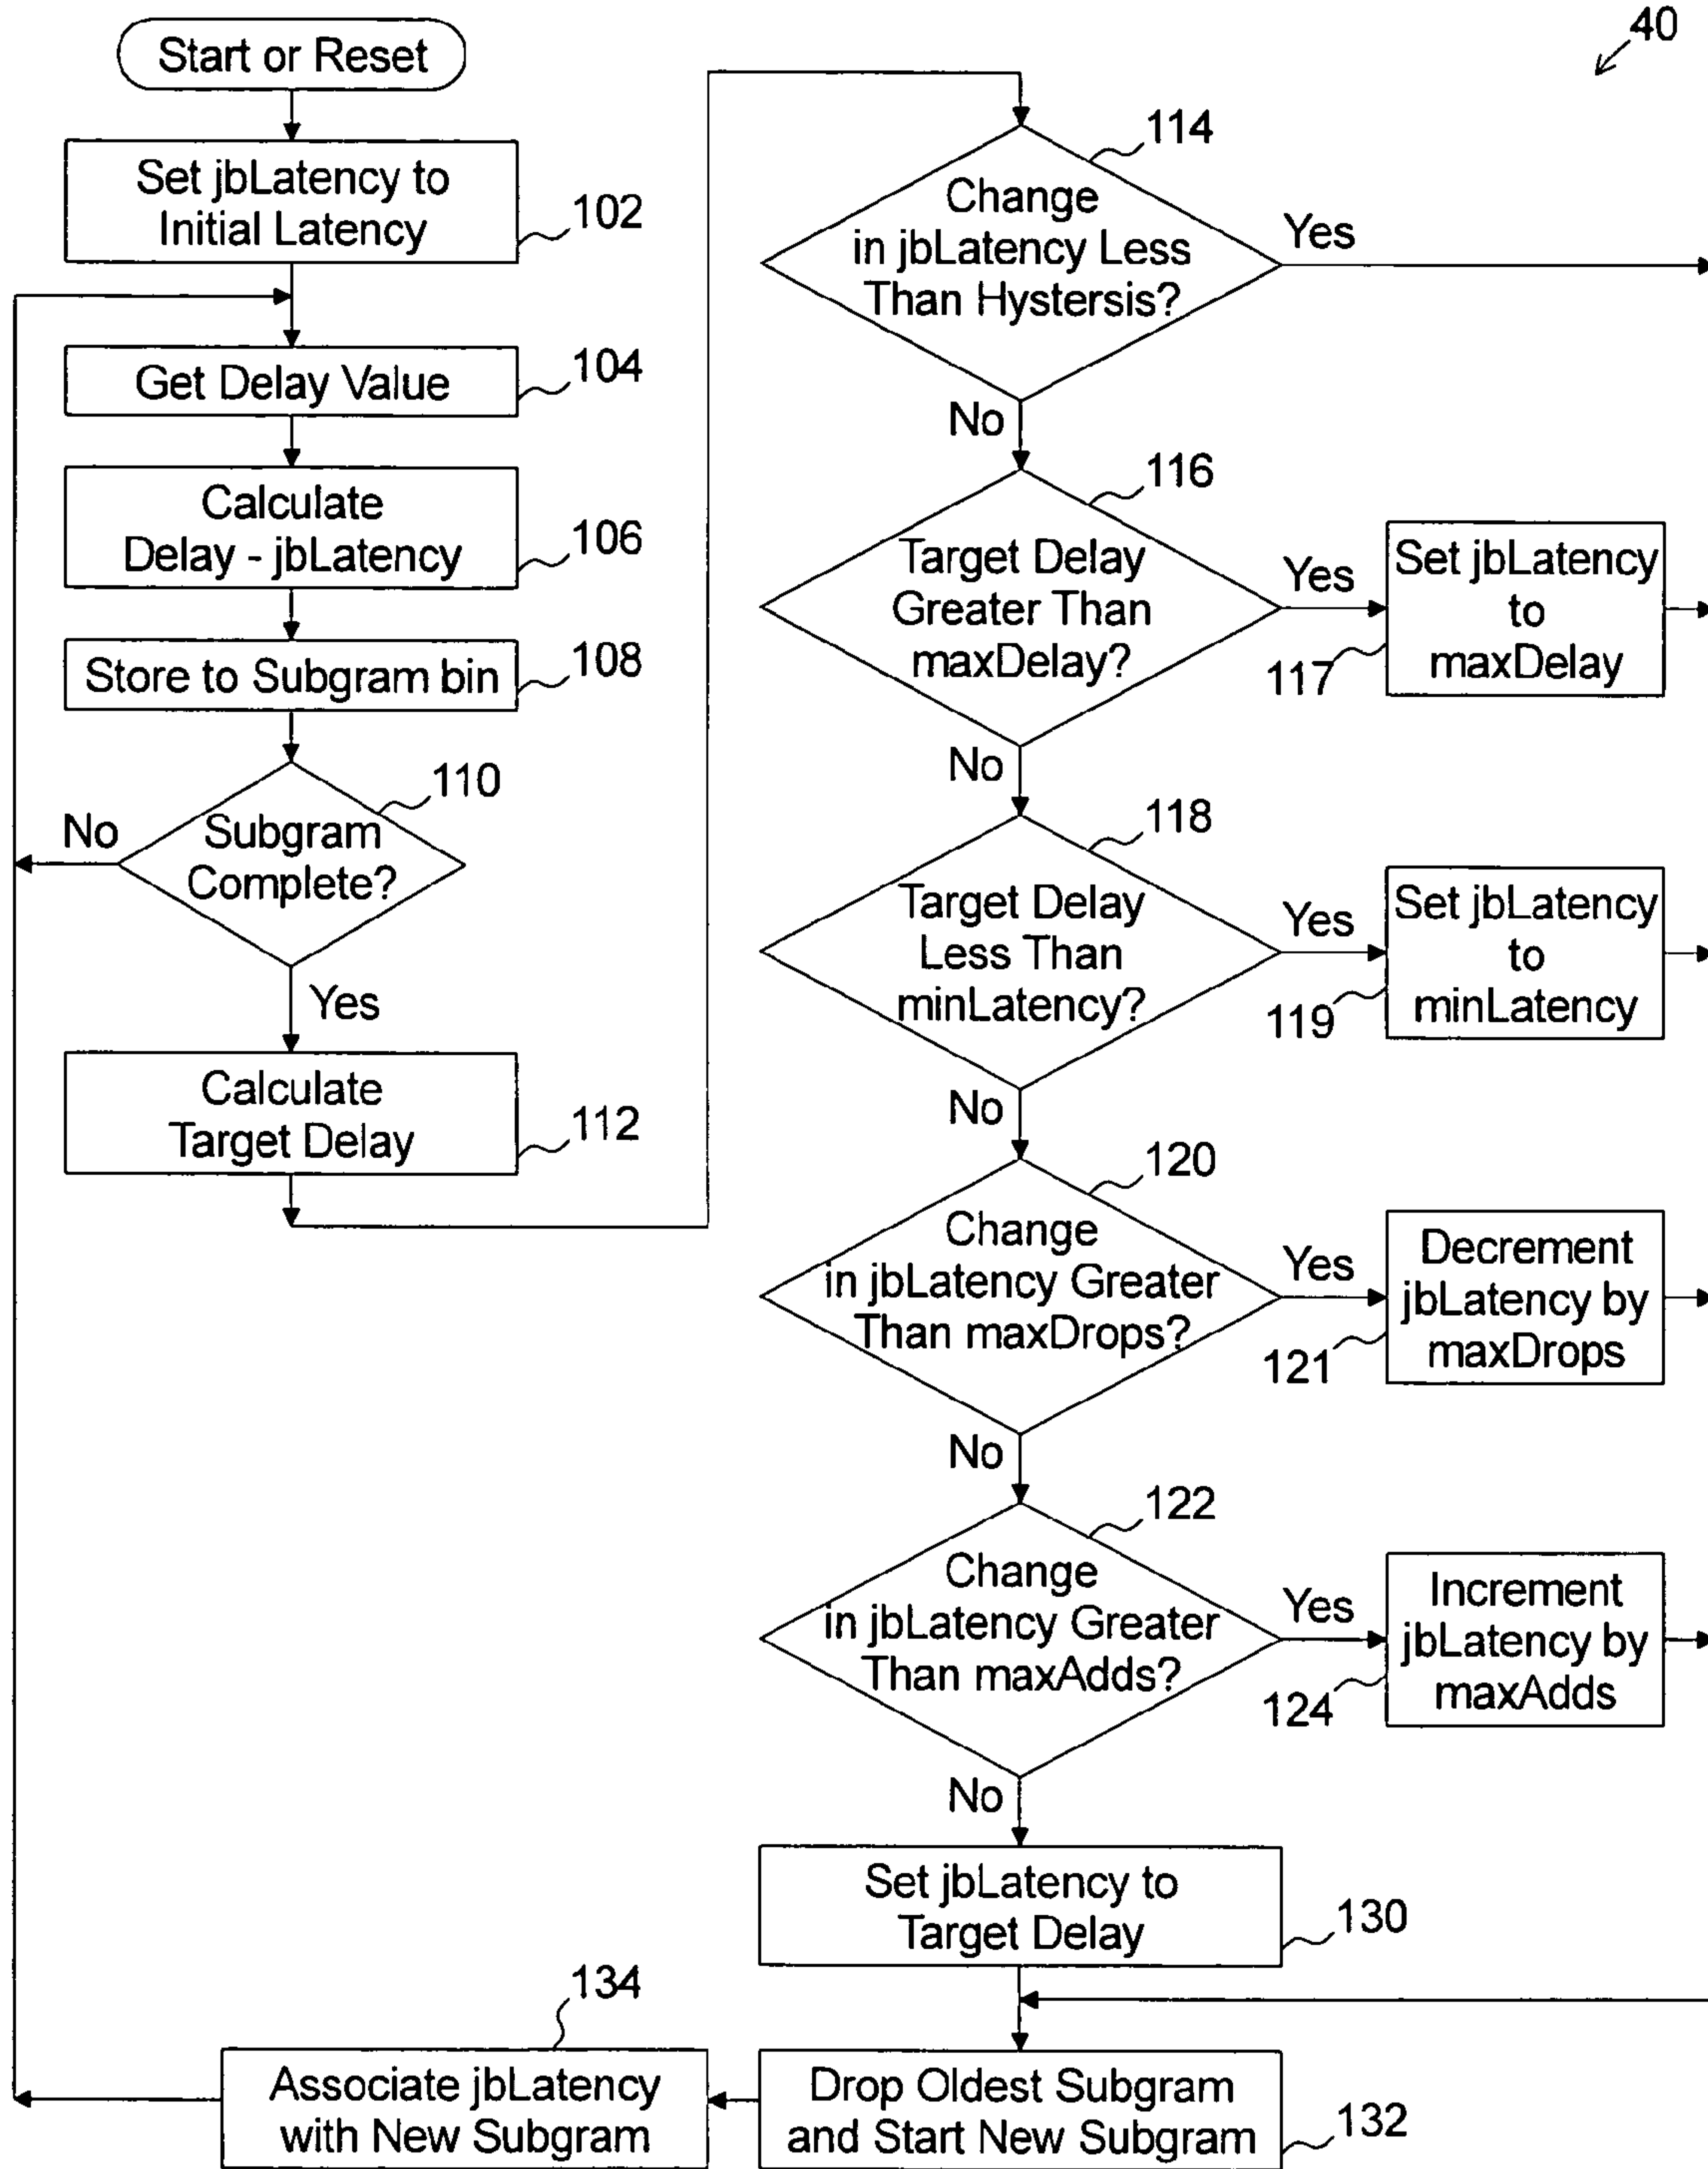 40
Start or Reset
Set jbLatency to
Initial Latency
102
Get Delay Value
104
Calculate
Delay - jbLatency
106
Store to Subgram bin
108
110
Subgram
Complete?
No
Yes
Calculate
Target Delay
112
114
Change
in jbLatency Less
Than Hystersis?
Yes
No
116
Target Delay
Greater Than
maxDelay?
Yes
Set jbLatency
to
maxDelay
117
No
118
Target Delay
Less Than
minLatency?
Yes
Set jbLatency
to
minLatency
119
No
120
Change
in jbLatency Greater
Than maxDrops?
Yes
Decrement
jbLatency by
maxDrops
121
No
122
Change
in jbLatency Greater
Than maxAdds?
Yes
Increment
jbLatency by
maxAdds
124
No
Set jbLatency to
Target Delay
130
Drop Oldest Subgram
and Start New Subgram
132
134
Associate jbLatency
with New Subgram